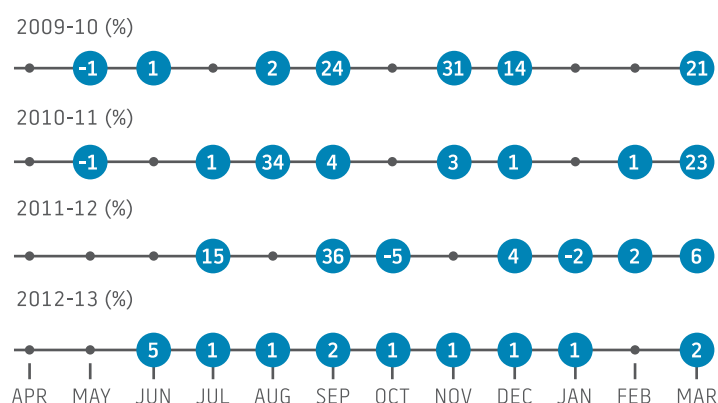 2009-10 (%)
-1 1 2 24 31 14 21
2010-11 (%)
-1 1 34 4 3 1 1 23
2011-12 (%)
15 36 -5 4 -2 2 6
2012-13 (%)
5 1 1 2 1 1 1 1 2
APR MAY JUN JUL AUG SEP OCT NOV DEC JAN FEB MAR